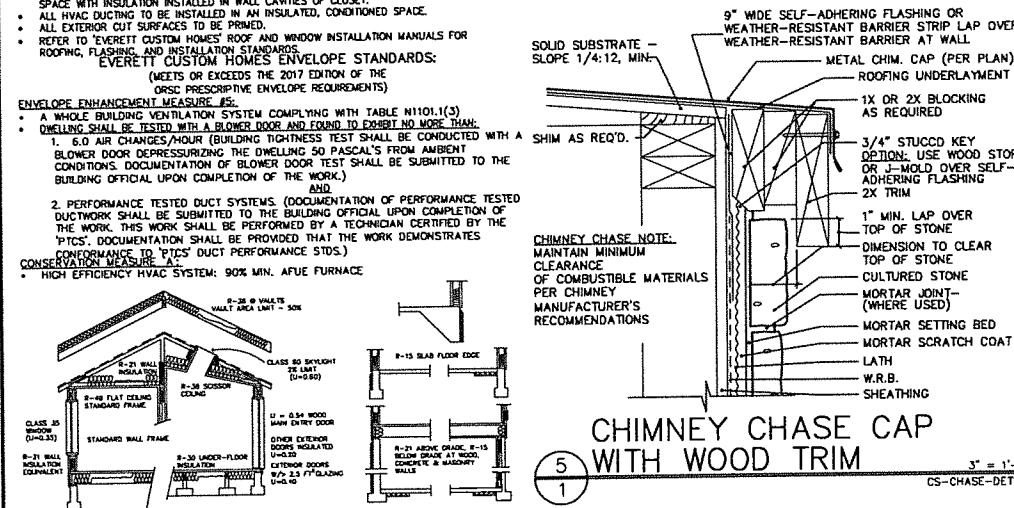 SPACE WITH INSULATION INSTALLED IN WALL CAVITIES OF CLOSET.
• ALL HVAC DUCTING TO BE INSTALLED IN AN INSULATED, CONDITIONED SPACE.
• ALL EXTERIOR CUT SURFACES TO BE PRIMED.
• REFER TO 'EVERETT CUSTOM HOMES' ROOF AND WINDOW INSTALLATION MANUALS FOR
ROOFING, FLASHING, AND INSTALLATION STANDARDS.
EVERETT CUSTOM HOMES ENVELOPE STANDARDS:
(MEETS OR EXCEEDS THE 2017 EDITION OF THE
ORSC PRESCRIPTIVE ENVELOPE REQUIREMENTS)
ENVELOPE ENHANCEMENT MEASURE #5:
• A WHOLE BUILDING VENTILATION SYSTEM COMPLYING WITH TABLE N1101.1(3)
• DWELLING SHALL BE TESTED WITH A BLOWER DOOR AND FOUND TO EXHIBIT NO MORE THAN:
1. 6.0 AIR CHANGES/HOUR (BUILDING TIGHTNESS TEST SHALL BE CONDUCTED WITH A
BLOWER DOOR DEPRESSURIZING THE DWELLING 50 PASCAL'S FROM AMBIENT
CONDITIONS. DOCUMENTATION OF BLOWER DOOR TEST SHALL BE SUBMITTED TO THE
BUILDING OFFICIAL UPON COMPLETION OF THE WORK.)
AND
2. PERFORMANCE TESTED DUCT SYSTEMS. (DOCUMENTATION OF PERFORMANCE TESTED
DUCTWORK SHALL BE SUBMITTED TO THE BUILDING OFFICIAL UPON COMPLETION OF
THE WORK. THIS WORK SHALL BE PERFORMED BY A TECHNICIAN CERTIFIED BY THE
'PTCS'. DOCUMENTATION SHALL BE PROVIDED THAT THE WORK DEMONSTRATES
CONFORMANCE TO 'PTCS' DUCT PERFORMANCE STDS.)
CONSERVATION MEASURE 'A':
• HIGH EFFICIENCY HVAC SYSTEM: 90% MIN. AFUE FURNACE
R-38 @ VAULTS
VAULT AREA LIMIT - 50%
CLASS 60 SKYLIGHT
2% LIMIT
(U=0.60)
R-21 WALL
INSULATION
R-38 SCISSOR
CEILING
R-49 FLAT CEILING
STANDARD FRAME
CLASS 35
WINDOW
(U=0.35)
STANDARD WALL FRAME
R-21 WALL
INSULATION
EQUIVALENT
R-30 UNDER-FLOOR
INSULATION
U = 0.54 WOOD
MAIN ENTRY DOOR
OTHER EXTERIOR
DOORS INSULATED
U=0.20
EXTERIOR DOORS
W/> 2.5 FT² GLAZING
U=0.40
R-15 SLAB FLOOR EDGE
R-21 ABOVE GRADE, R-15
BELOW GRADE AT WOOD,
CONCRETE & MASONRY
WALLS
9" WIDE SELF-ADHERING FLASHING OR
WEATHER-RESISTANT BARRIER STRIP LAP OVER
WEATHER-RESISTANT BARRIER AT WALL
SOLID SUBSTRATE -
SLOPE 1/4:12, MIN.
METAL CHIM. CAP (PER PLAN)
ROOFING UNDERLAYMENT
1X OR 2X BLOCKING
AS REQUIRED
SHIM AS REQ'D.
3/4" STUCCO KEY
OPTION: USE WOOD STOP
OR J-MOLD OVER SELF-
ADHERING FLASHING
2X TRIM
1" MIN. LAP OVER
TOP OF STONE
DIMENSION TO CLEAR
TOP OF STONE
CULTURED STONE
MORTAR JOINT-
(WHERE USED)
MORTAR SETTING BED
MORTAR SCRATCH COAT
LATH
W.R.B.
SHEATHING
CHIMNEY CHASE NOTE:
MAINTAIN MINIMUM
CLEARANCE
OF COMBUSTIBLE MATERIALS
PER CHIMNEY
MANUFACTURER'S
RECOMMENDATIONS
CHIMNEY CHASE CAP
WITH WOOD TRIM
5
1
3" = 1'-
CS-CHASE-DET